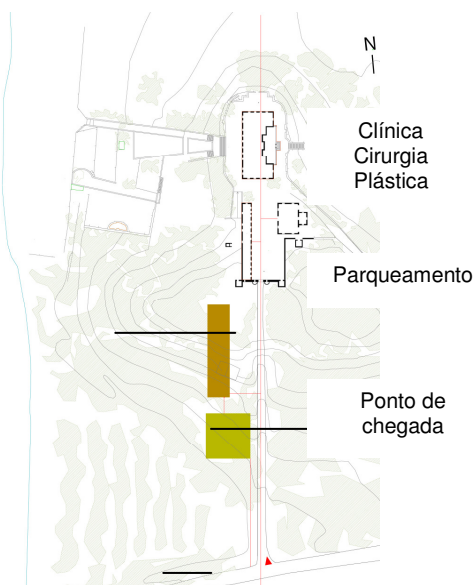 N
Clínica
Cirurgia
Plástica
Parqueamento
Ponto de
chegada